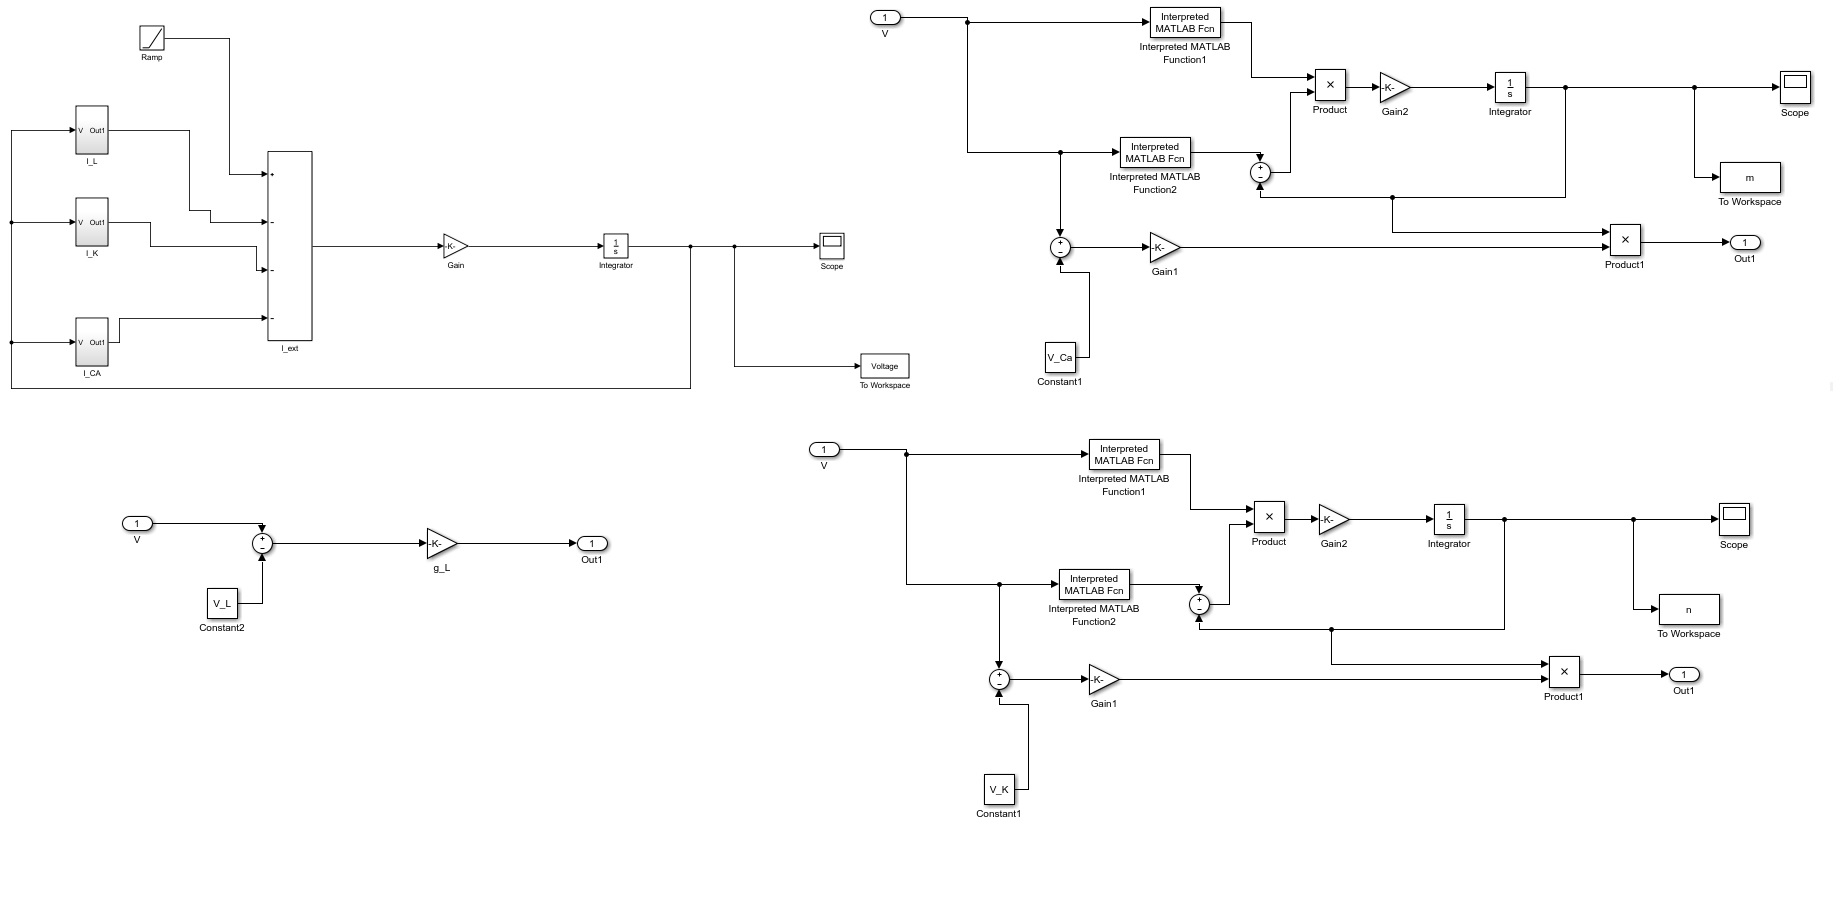 Ramp
V Out1
I_L
V Out1
I_K
V Out1
I_CA
+
-
-
-
I_ext
-K-
Gain
1
s
Integrator
Scope
Voltage
To Workspace
1
V
Interpreted
MATLAB Fcn
Interpreted MATLAB
Function1
×
Product
-K-
Gain2
1
s
Integrator
Scope
Interpreted
MATLAB Fcn
Interpreted MATLAB
Function2
+
-
m
To Workspace
+
-
-K-
Gain1
×
Product1
1
Out1
V_Ca
Constant1
1
V
+
-
-K-
g_L
1
Out1
V_L
Constant2
1
V
Interpreted
MATLAB Fcn
Interpreted MATLAB
Function1
×
Product
-K-
Gain2
1
s
Integrator
Scope
Interpreted
MATLAB Fcn
Interpreted MATLAB
Function2
+
-
n
To Workspace
+
-
-K-
Gain1
×
Product1
1
Out1
V_K
Constant1